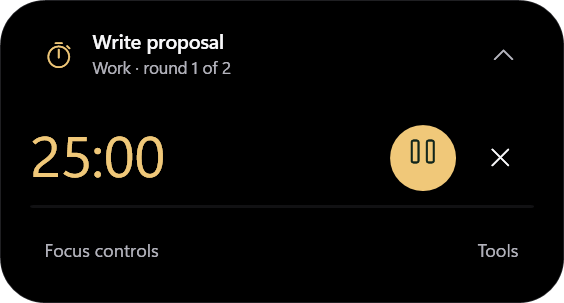 Write proposal
Work · round 1 of 2
25:00
Focus controls
Tools